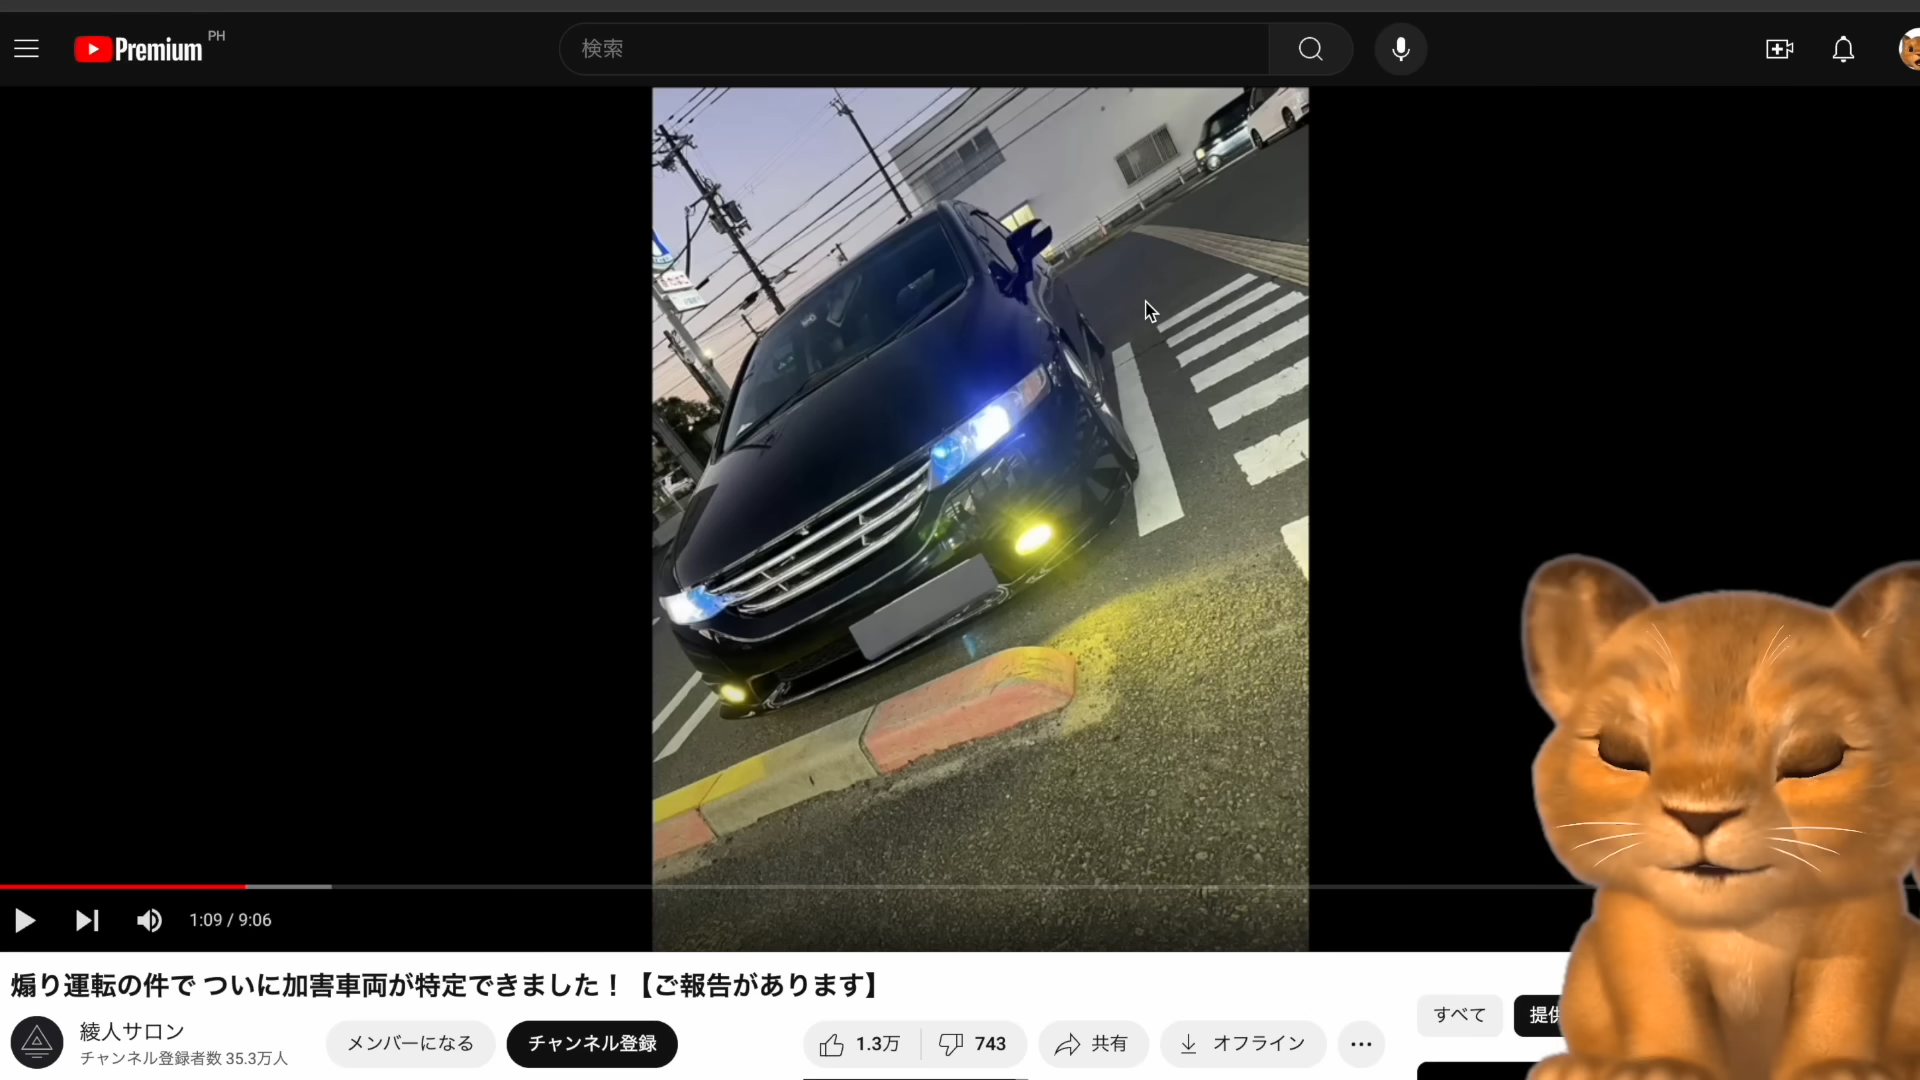 Premium PH
検索
1:09 / 9:06
煽り運転の件で ついに加害車両が特定できました！【ご報告があります】
綾人サロン
チャンネル登録者数 35.3万人
メンバーになる
チャンネル登録
1.3万
743
共有
オフライン
すべて
提供